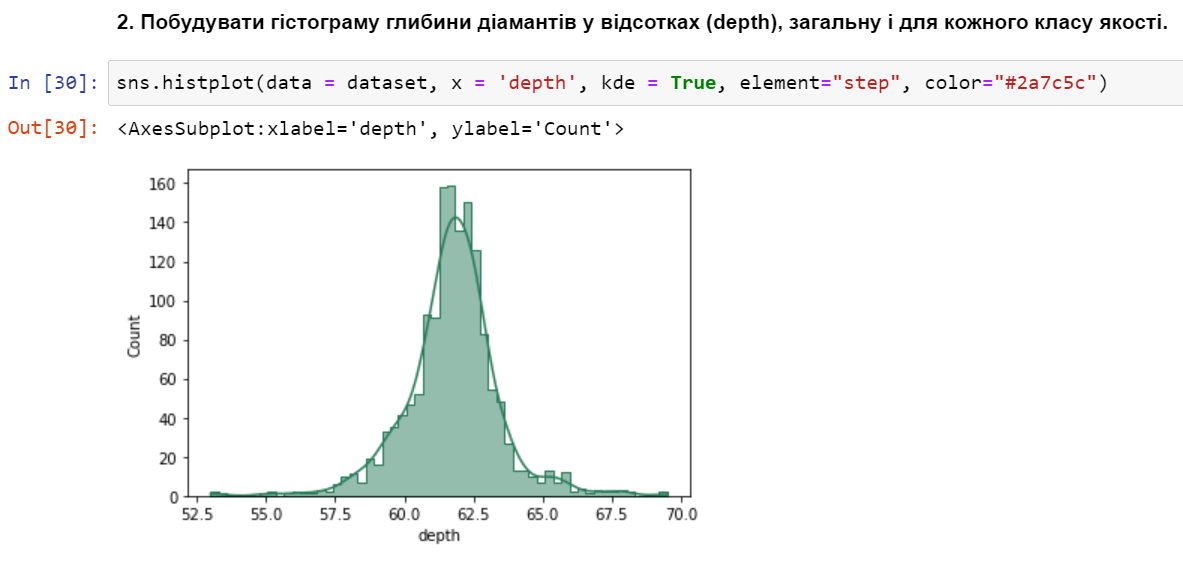 2. Побудувати гістограму глибини діамантів у відсотках (depth), загальну і для кожного класу якості.
In [30]: sns.histplot(data = dataset, x = 'depth', kde = True, element="step", color="#2a7c5c")
Out[30]: <AxesSubplot:xlabel='depth', ylabel='Count'>
160
140
120
100
80
60
40
20
0
Count
52.5 55.0 57.5 60.0 62.5 65.0 67.5 70.0
depth